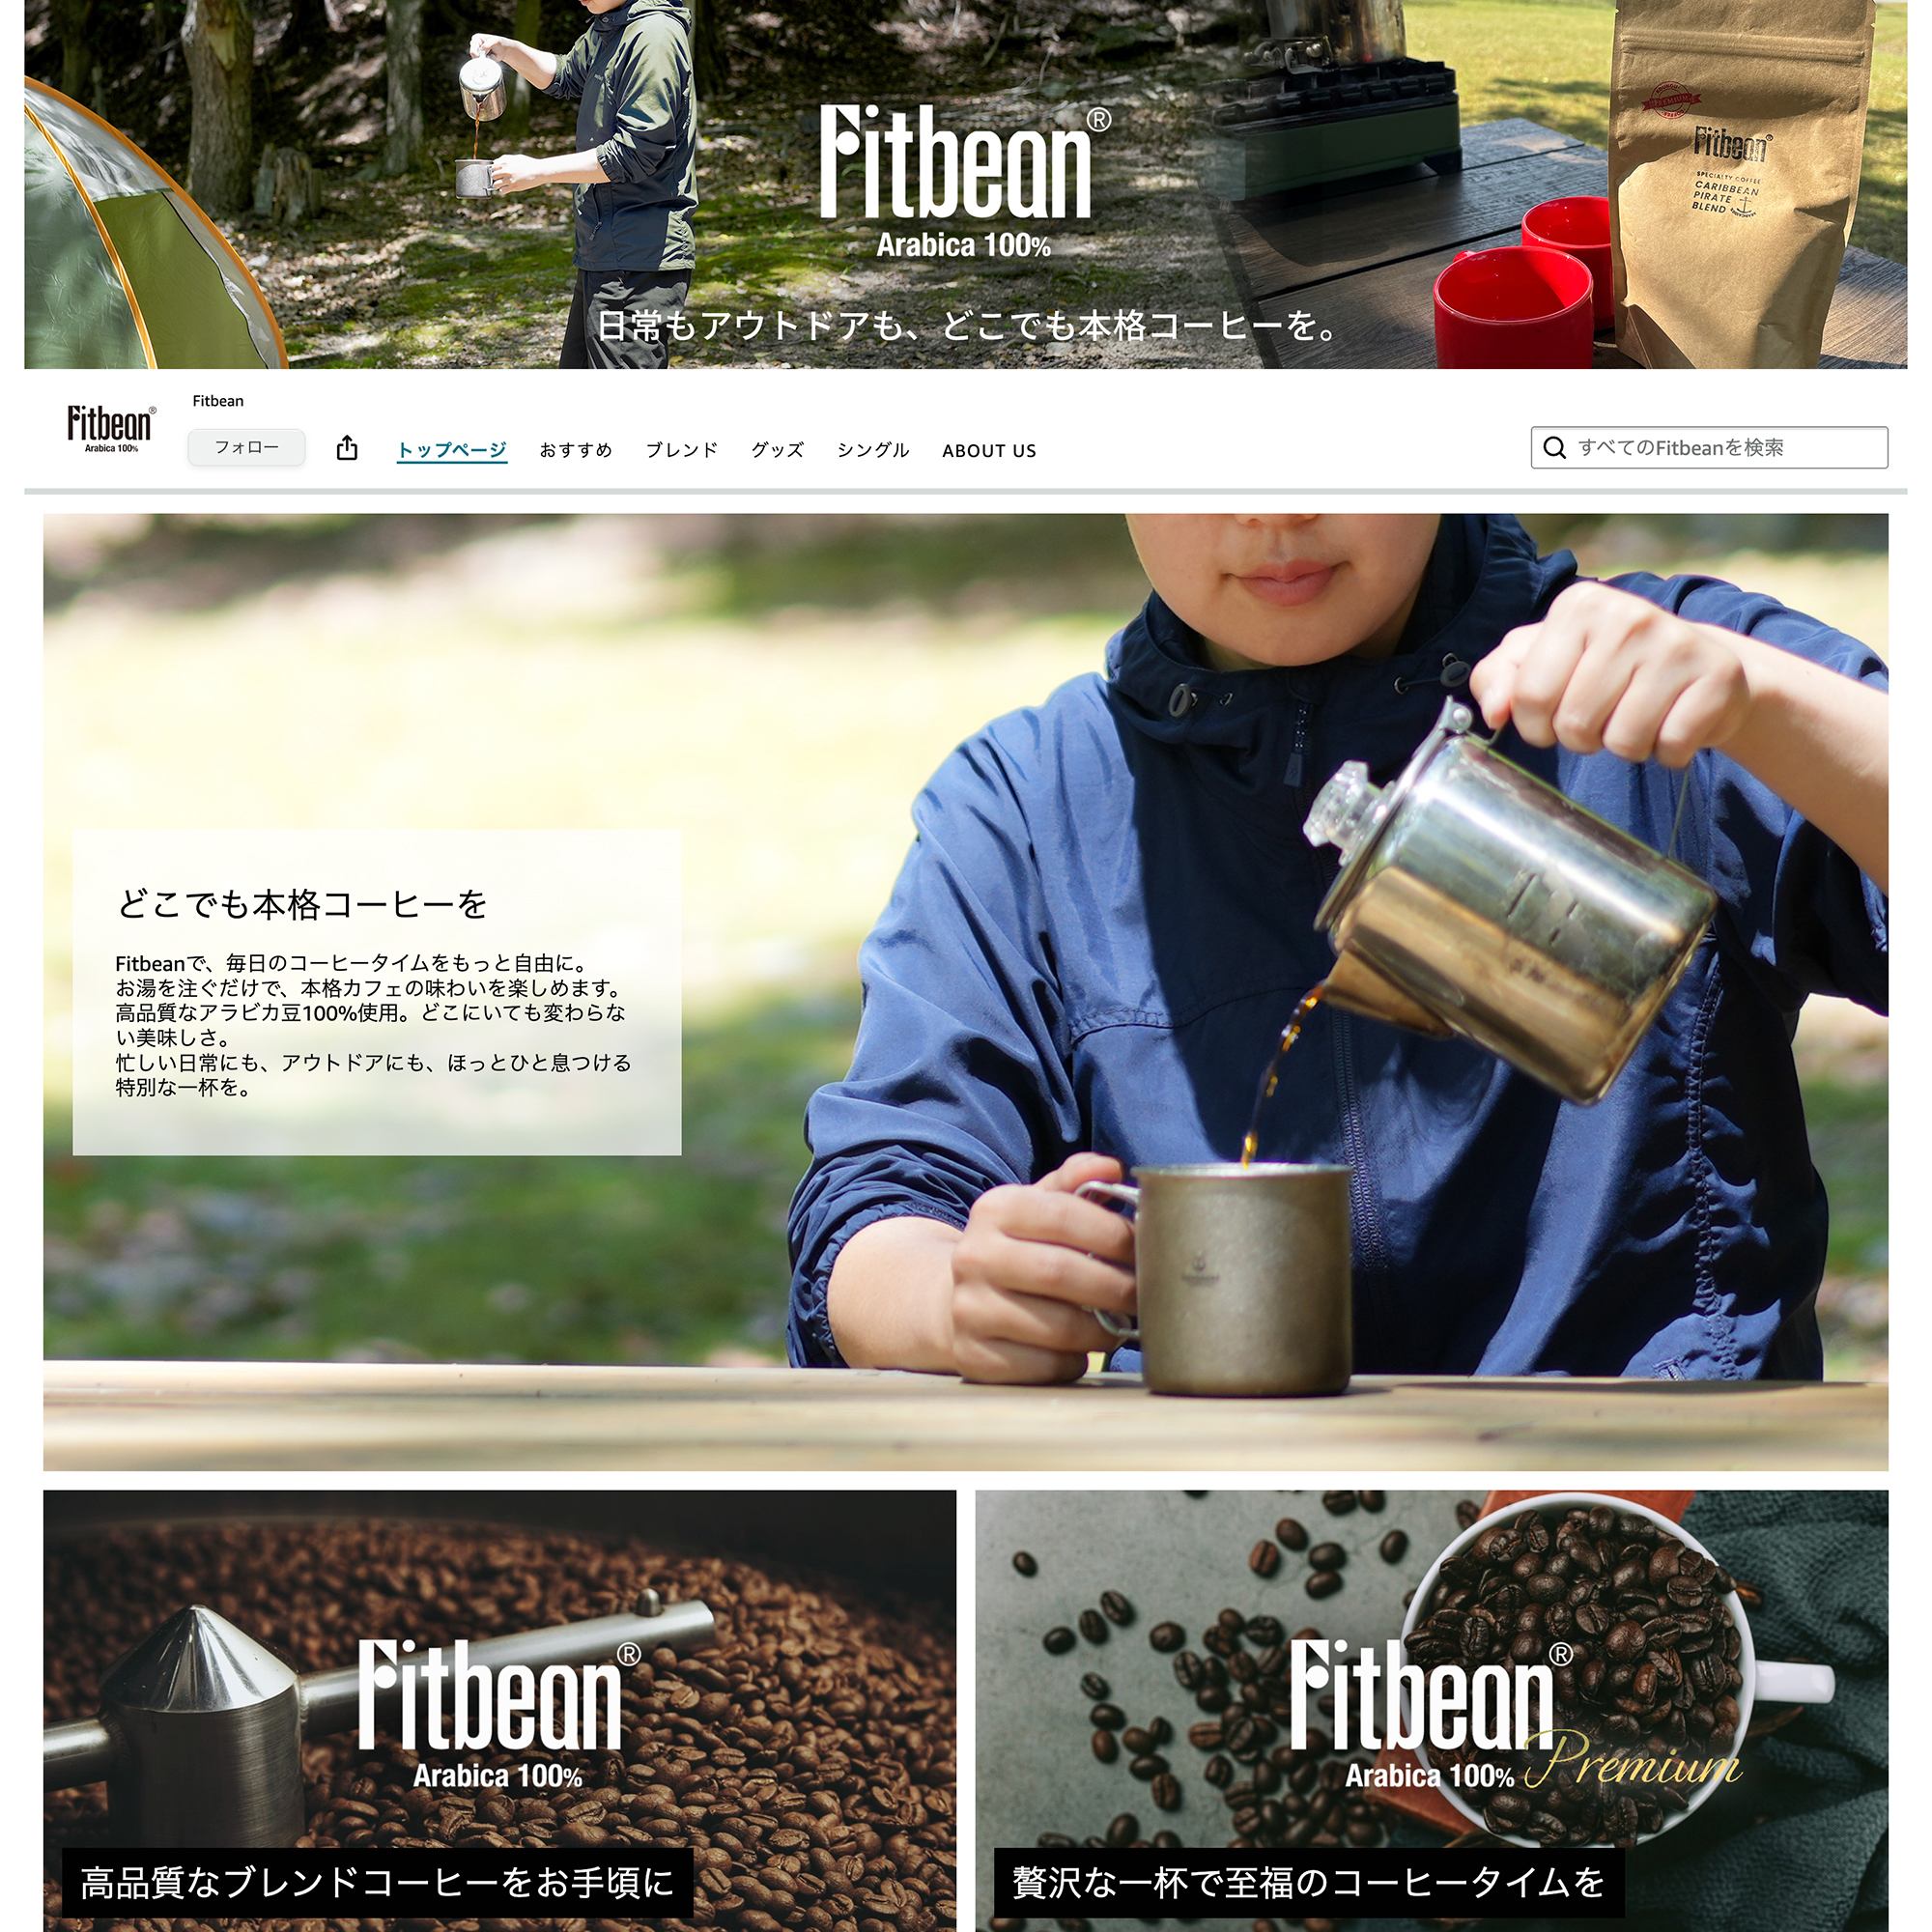 Fitbean®
Arabica 100%
日常もアウトドアも、どこでも本格コーヒーを。
PREMIUM
Fitbean®
SPECIALTY COFFEE
CARIBBEAN
PIRATE
BLEND
Fitbean®
Arabica 100%
Fitbean
フォロー
トップページ
おすすめ
ブレンド
グッズ
シングル
ABOUT US
すべてのFitbeanを検索
どこでも本格コーヒーを
Fitbeanで、毎日のコーヒータイムをもっと自由に。
お湯を注ぐだけで、本格カフェの味わいを楽しめます。
高品質なアラビカ豆100%使用。どこにいても変わらな
い美味しさ。
忙しい日常にも、アウトドアにも、ほっとひと息つける
特別な一杯を。
Fitbean®
Arabica 100%
高品質なブレンドコーヒーをお手頃に
Fitbean®
Arabica 100% Premium
贅沢な一杯で至福のコーヒータイムを